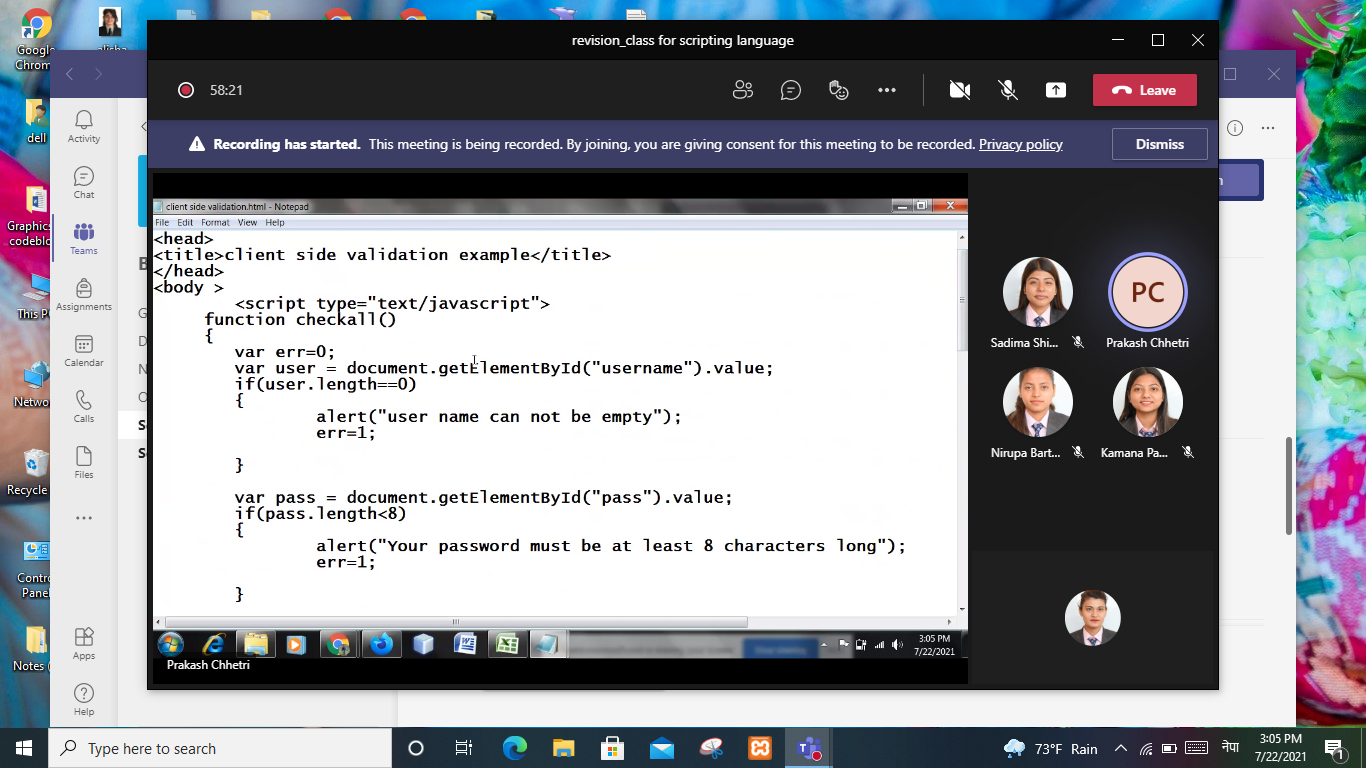 Google
Chrom
alisha
revision_class for scripting language
58:21
Leave
Recording has started. This meeting is being recorded. By joining, you are giving consent for this meeting to be recorded. Privacy policy
Dismiss
dell
Graphics
codeblo
This P
Netwo
Recycle
Contro
Panel
Notes (
Activity
Chat
Teams
Assignments
Calendar
Calls
Files
Apps
Help
client side validation.html - Notepad
File Edit Format View Help
<head>
<title>client side validation example</title>
</head>
<body >
<script type="text/javascript">
function checkall()
{
var err=0;
var user = document.getElementById("username").value;
if(user.length==0)
{
alert("user name can not be empty");
err=1;
}
var pass = document.getElementById("pass").value;
if(pass.length<8)
{
alert("Your password must be at least 8 characters long");
err=1;
}
3:05 PM
7/22/2021
Prakash Chhetri
Sadima Shi...
PC
Prakash Chhetri
Nirupa Bart...
Kamana Pa...
Type here to search
73°F Rain
नेपा
3:05 PM
7/22/2021
1